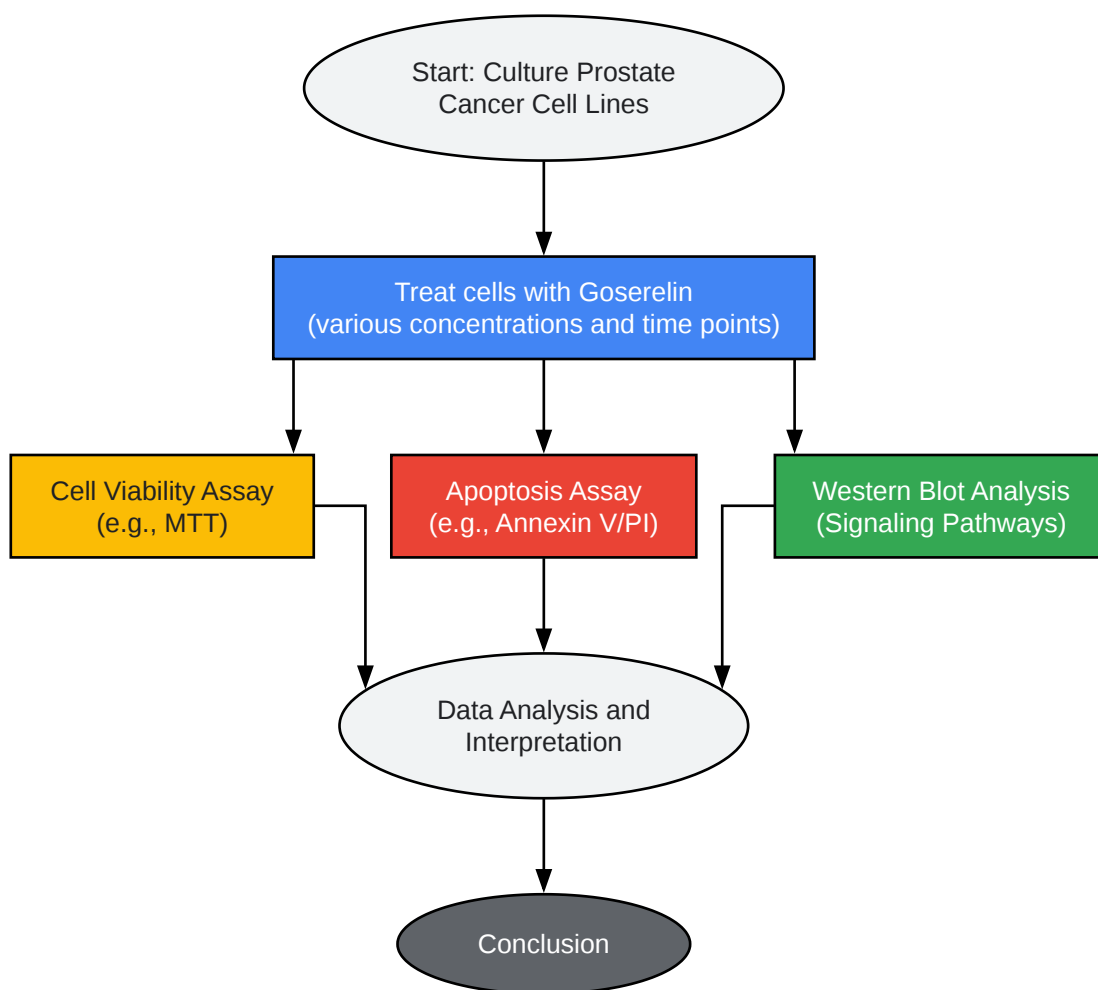 Start: Culture Prostate
Cancer Cell Lines
Treat cells with Goserelin
(various concentrations and time points)
Cell Viability Assay
(e.g., MTT)
Apoptosis Assay
(e.g., Annexin V/PI)
Western Blot Analysis
(Signaling Pathways)
Data Analysis and
Interpretation
Conclusion